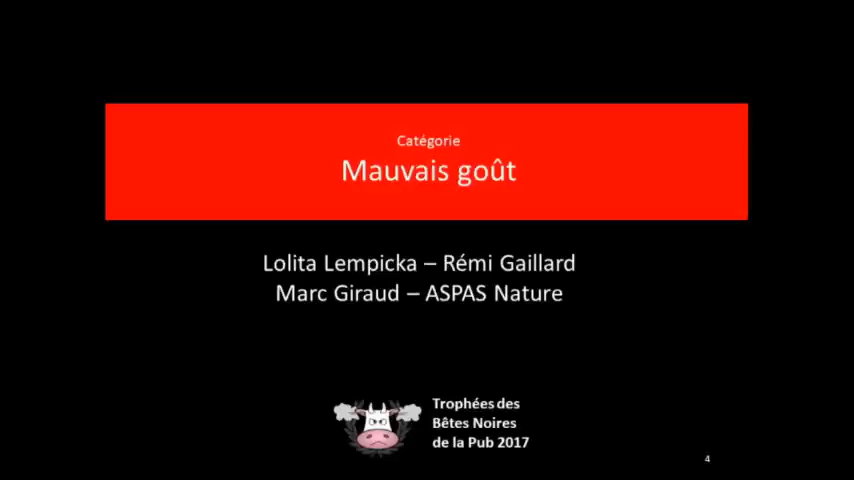 Catégorie
Mauvais goût
Lolita Lempicka – Rémi Gaillard
Marc Giraud – ASPAS Nature
Trophées des
Bêtes Noires
de la Pub 2017
4